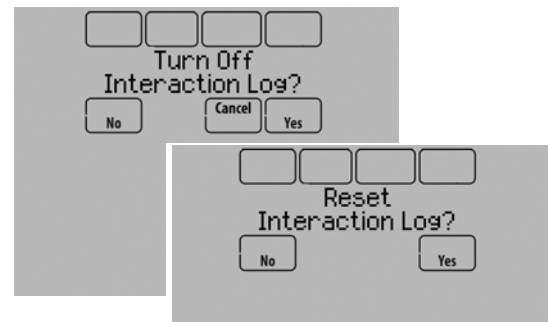 Turn Off
Interaction Log?
No Cancel Yes
Reset
Interaction Log?
No Yes